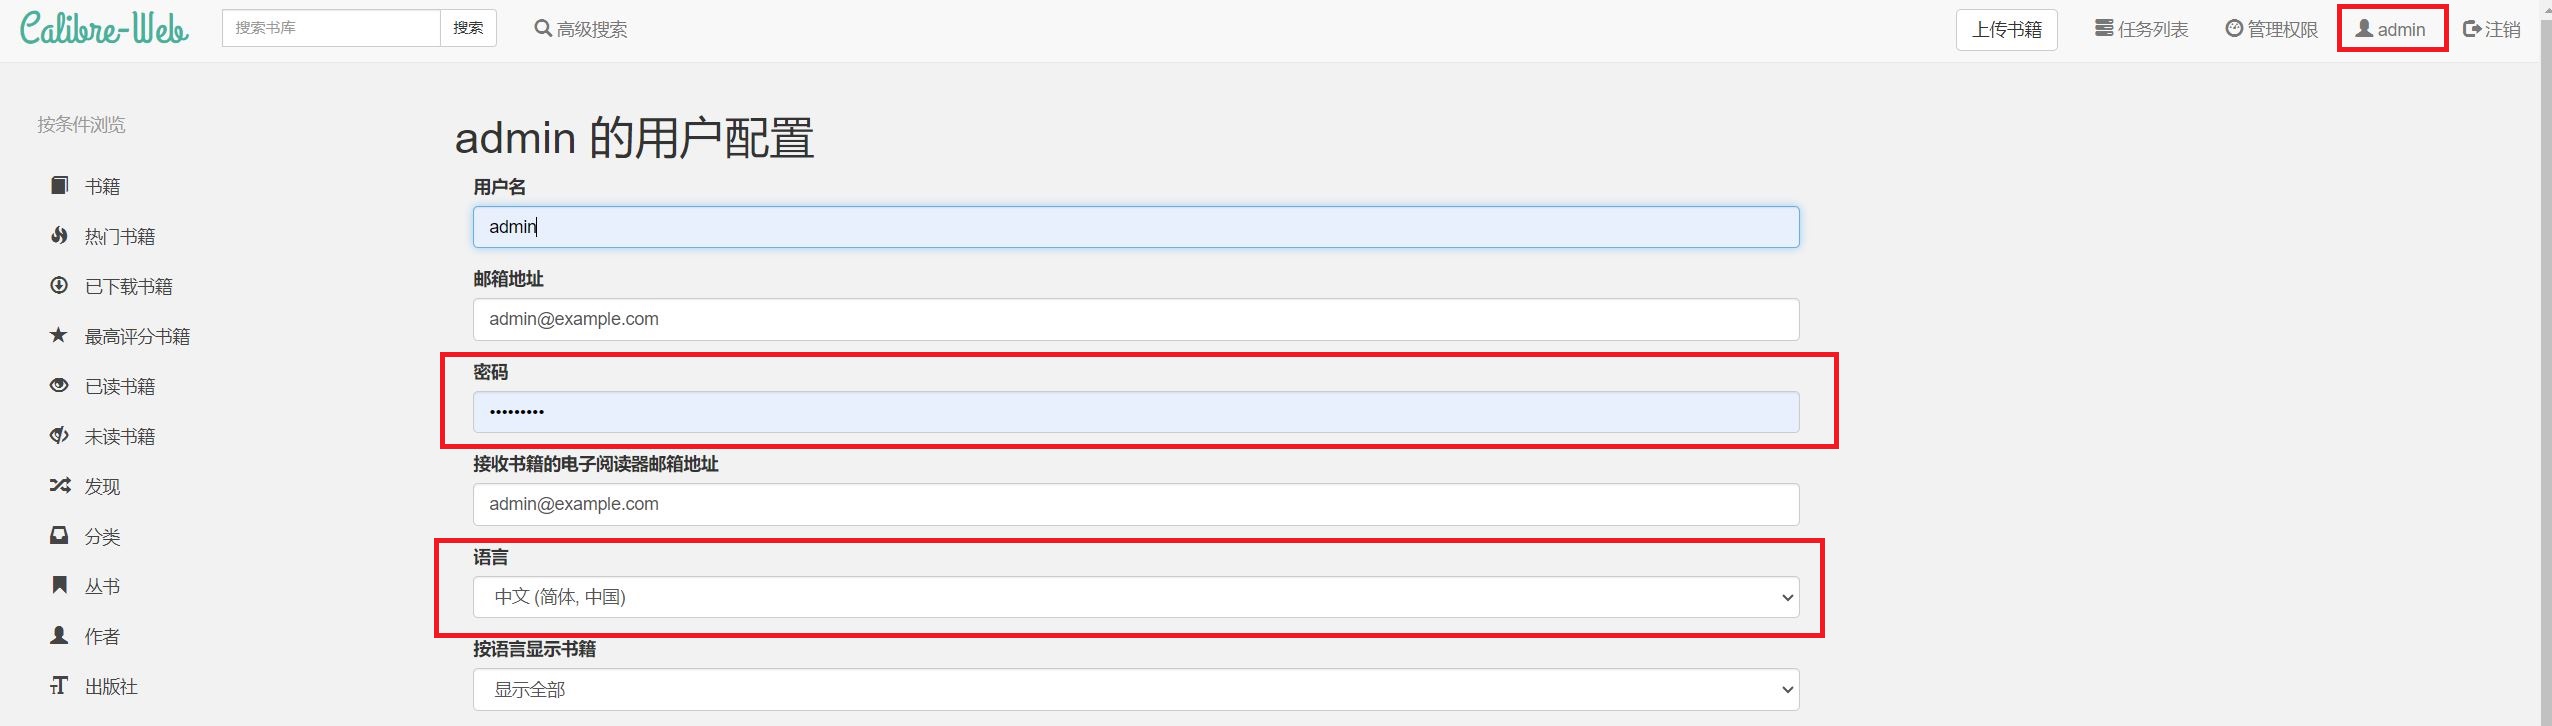 Calibre-Web
搜索书库
搜索
高级搜索
上传书籍
任务列表
管理权限
admin
注销
按条件浏览
书籍
热门书籍
已下载书籍
最高评分书籍
已读书籍
未读书籍
发现
分类
丛书
作者
出版社
admin 的用户配置
用户名
admin
邮箱地址
admin@example.com
密码
•••••••••
接收书籍的电子阅读器邮箱地址
admin@example.com
语言
中文 (简体, 中国)
按语言显示书籍
显示全部